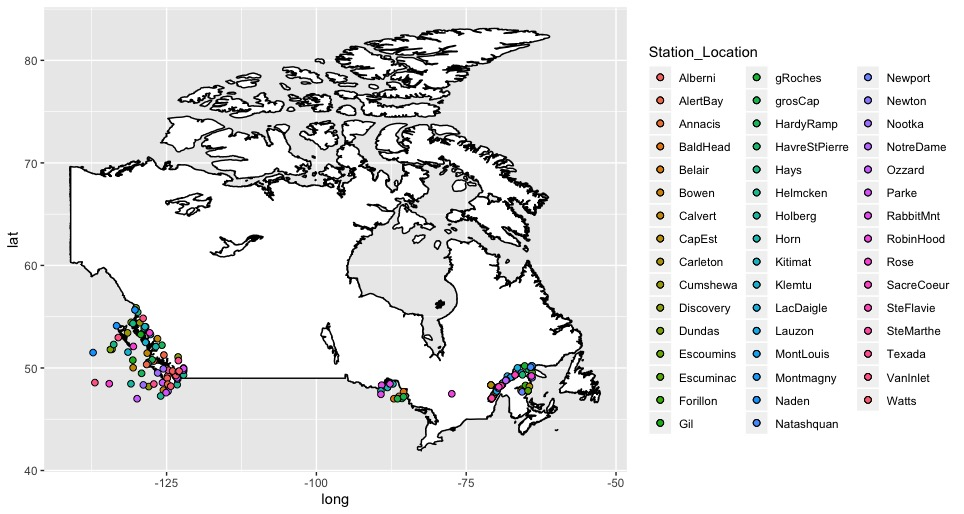 Station_Location
Alberni
AlertBay
Annacis
BaldHead
Belair
Bowen
Calvert
CapEst
Carleton
Cumshewa
Discovery
Dundas
Escoumins
Escuminac
Forillon
Gil
gRoches
grosCap
HardyRamp
HavreStPierre
Hays
Helmcken
Holberg
Horn
Kitimat
Klemtu
LacDaigle
Lauzon
MontLouis
Montmagny
Naden
Natashquan
Newport
Newton
Nootka
NotreDame
Ozzard
Parke
RabbitMnt
RobinHood
Rose
SacreCoeur
SteFlavie
SteMarthe
Texada
VanInlet
Watts
80
70
60
50
40
lat
-125
-100
-75
-50
long